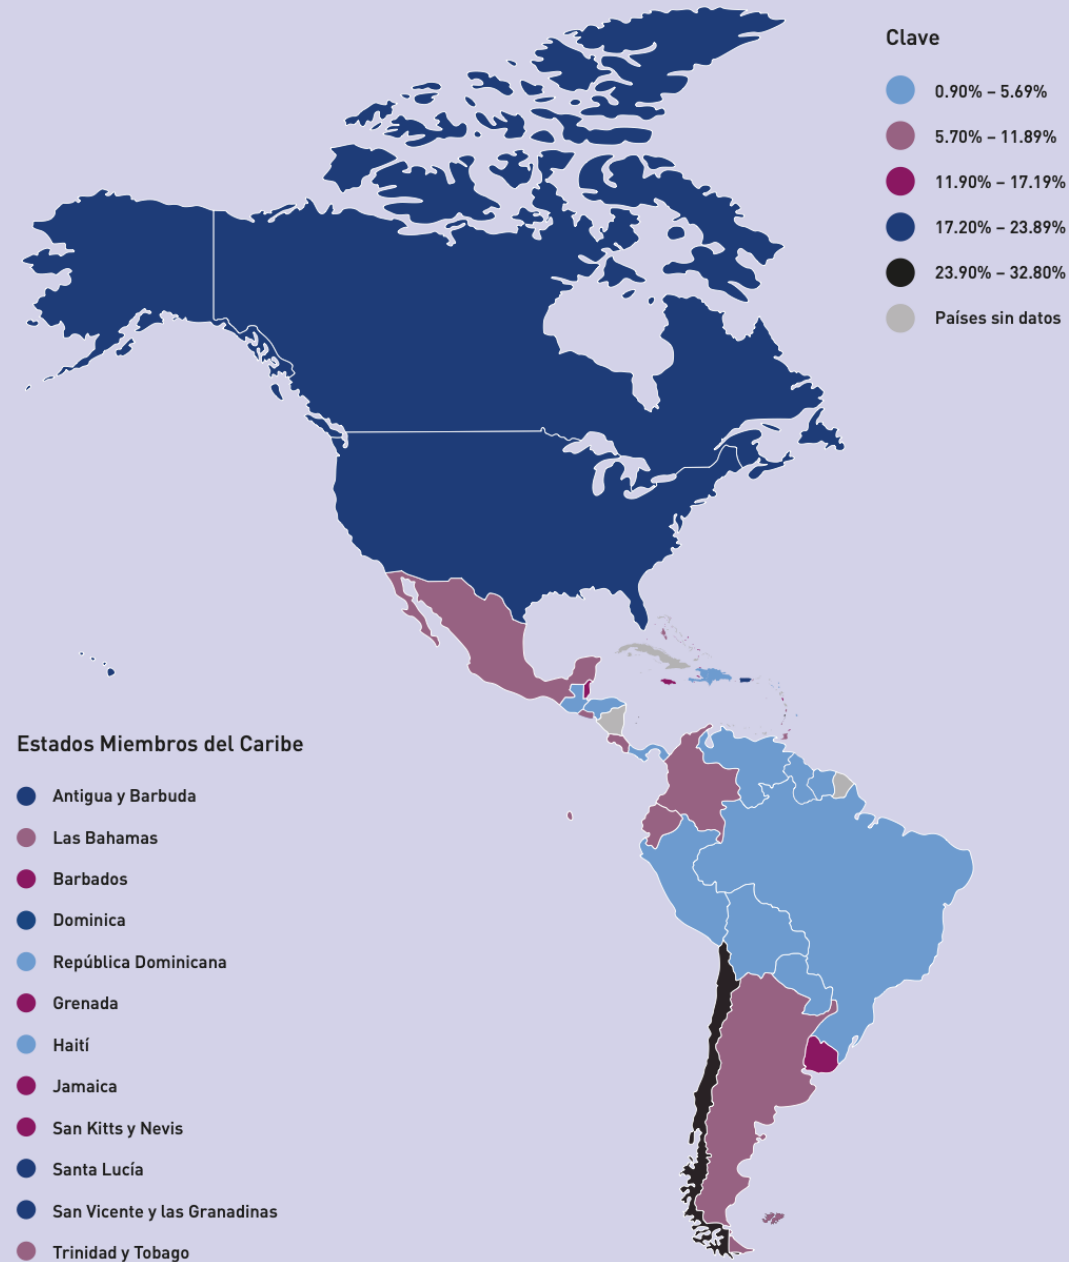 Clave
0.90% – 5.69%
5.70% – 11.89%
11.90% – 17.19%
17.20% – 23.89%
23.90% – 32.80%
Países sin datos
Estados Miembros del Caribe
Antigua y Barbuda
Las Bahamas
Barbados
Dominica
República Dominicana
Grenada
Haití
Jamaica
San Kitts y Nevis
Santa Lucía
San Vicente y las Granadinas
Trinidad y Tobago